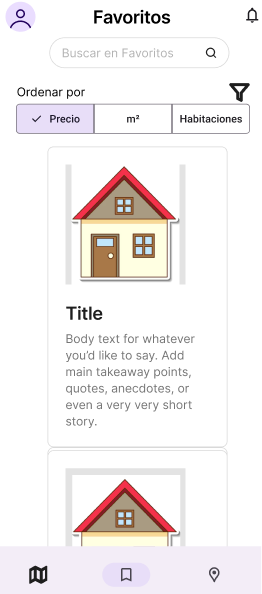 Favoritos
Buscar en Favoritos
Ordenar por
Precio
m²
Habitaciones
Title
Body text for whatever
you'd like to say. Add
main takeaway points,
quotes, anecdotes, or
even a very very short
story.